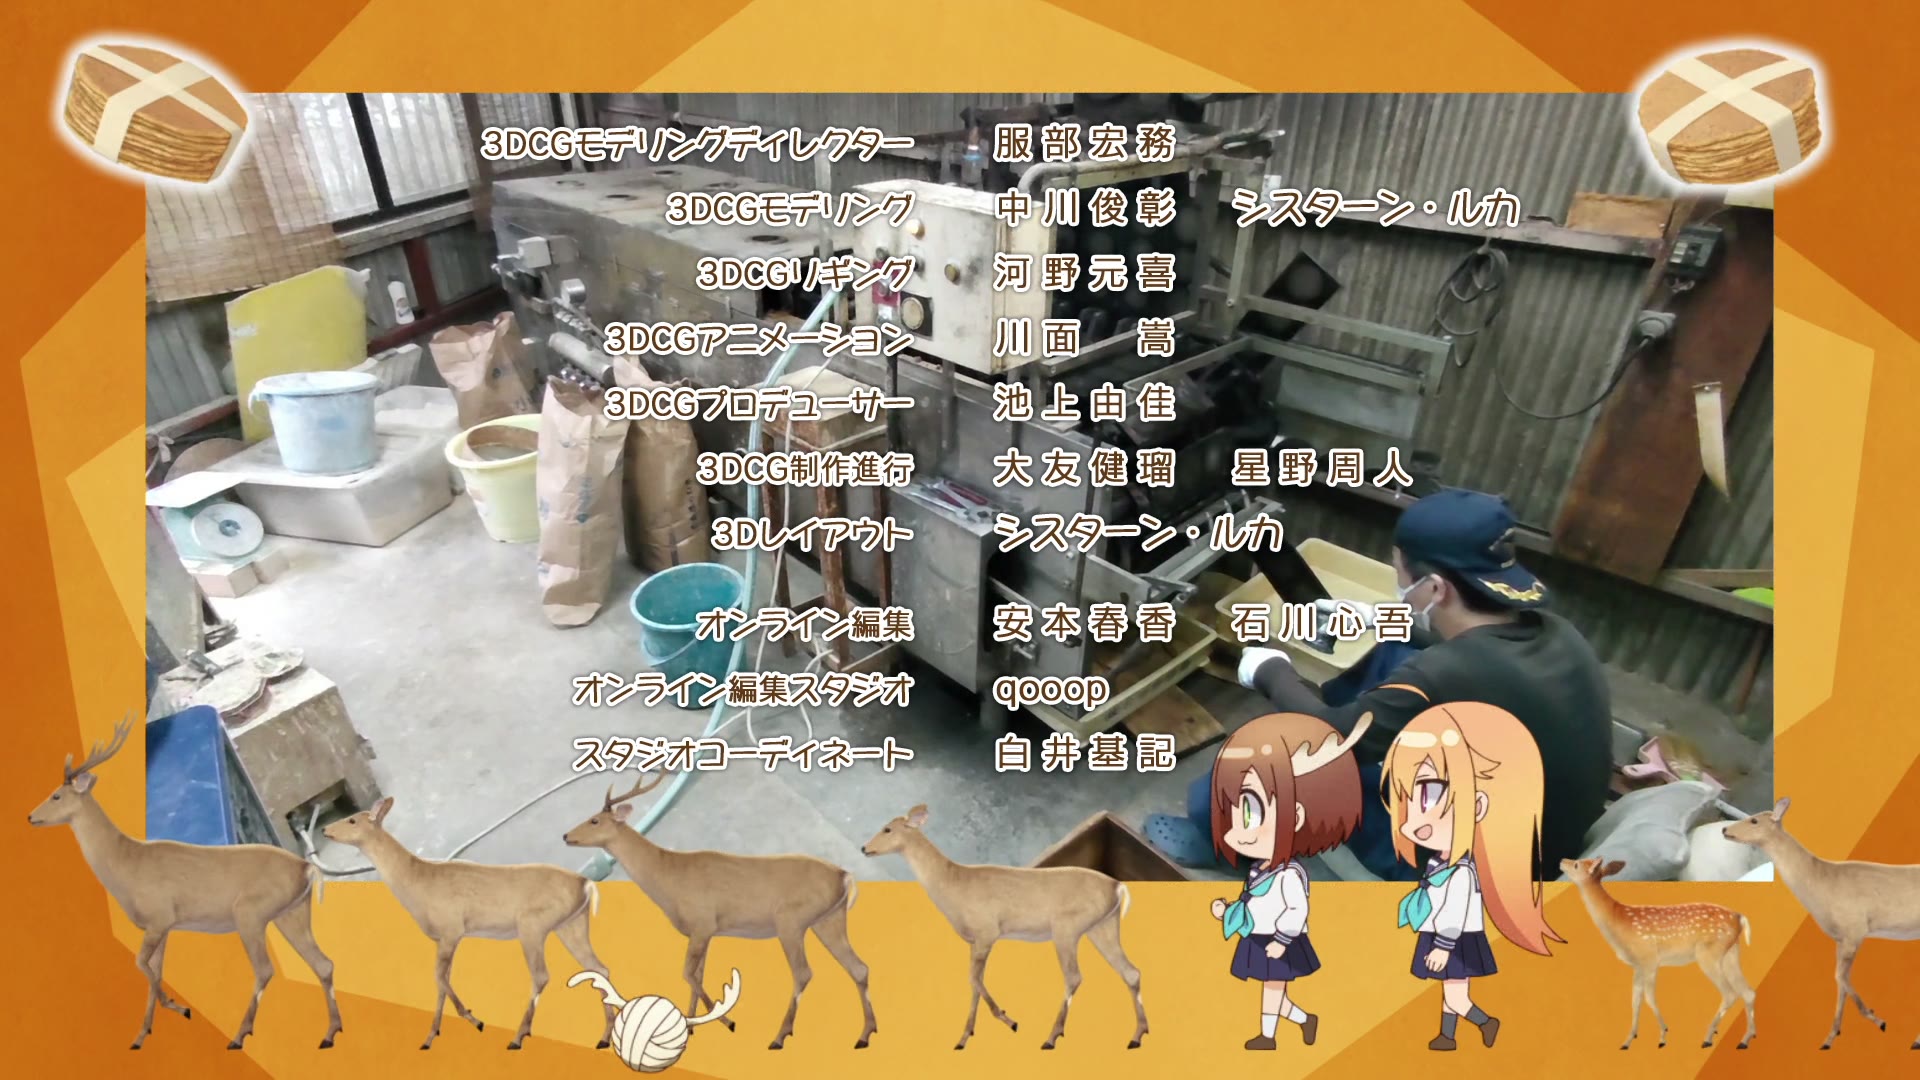 3DCGモデリングディレクター 服部宏務
3DCGモデリング 中川俊彰 シスターン・ルカ
3DCGリギング 河野元喜
3DCGアニメーション 川面 嵩
3DCGプロデューサー 池上由佳
3DCG制作進行 大友健瑠 星野周人
3Dレイアウト シスターン・ルカ
オンライン編集 安本春香 石川心吾
オンライン編集スタジオ qooop
スタジオコーディネート 白井基記